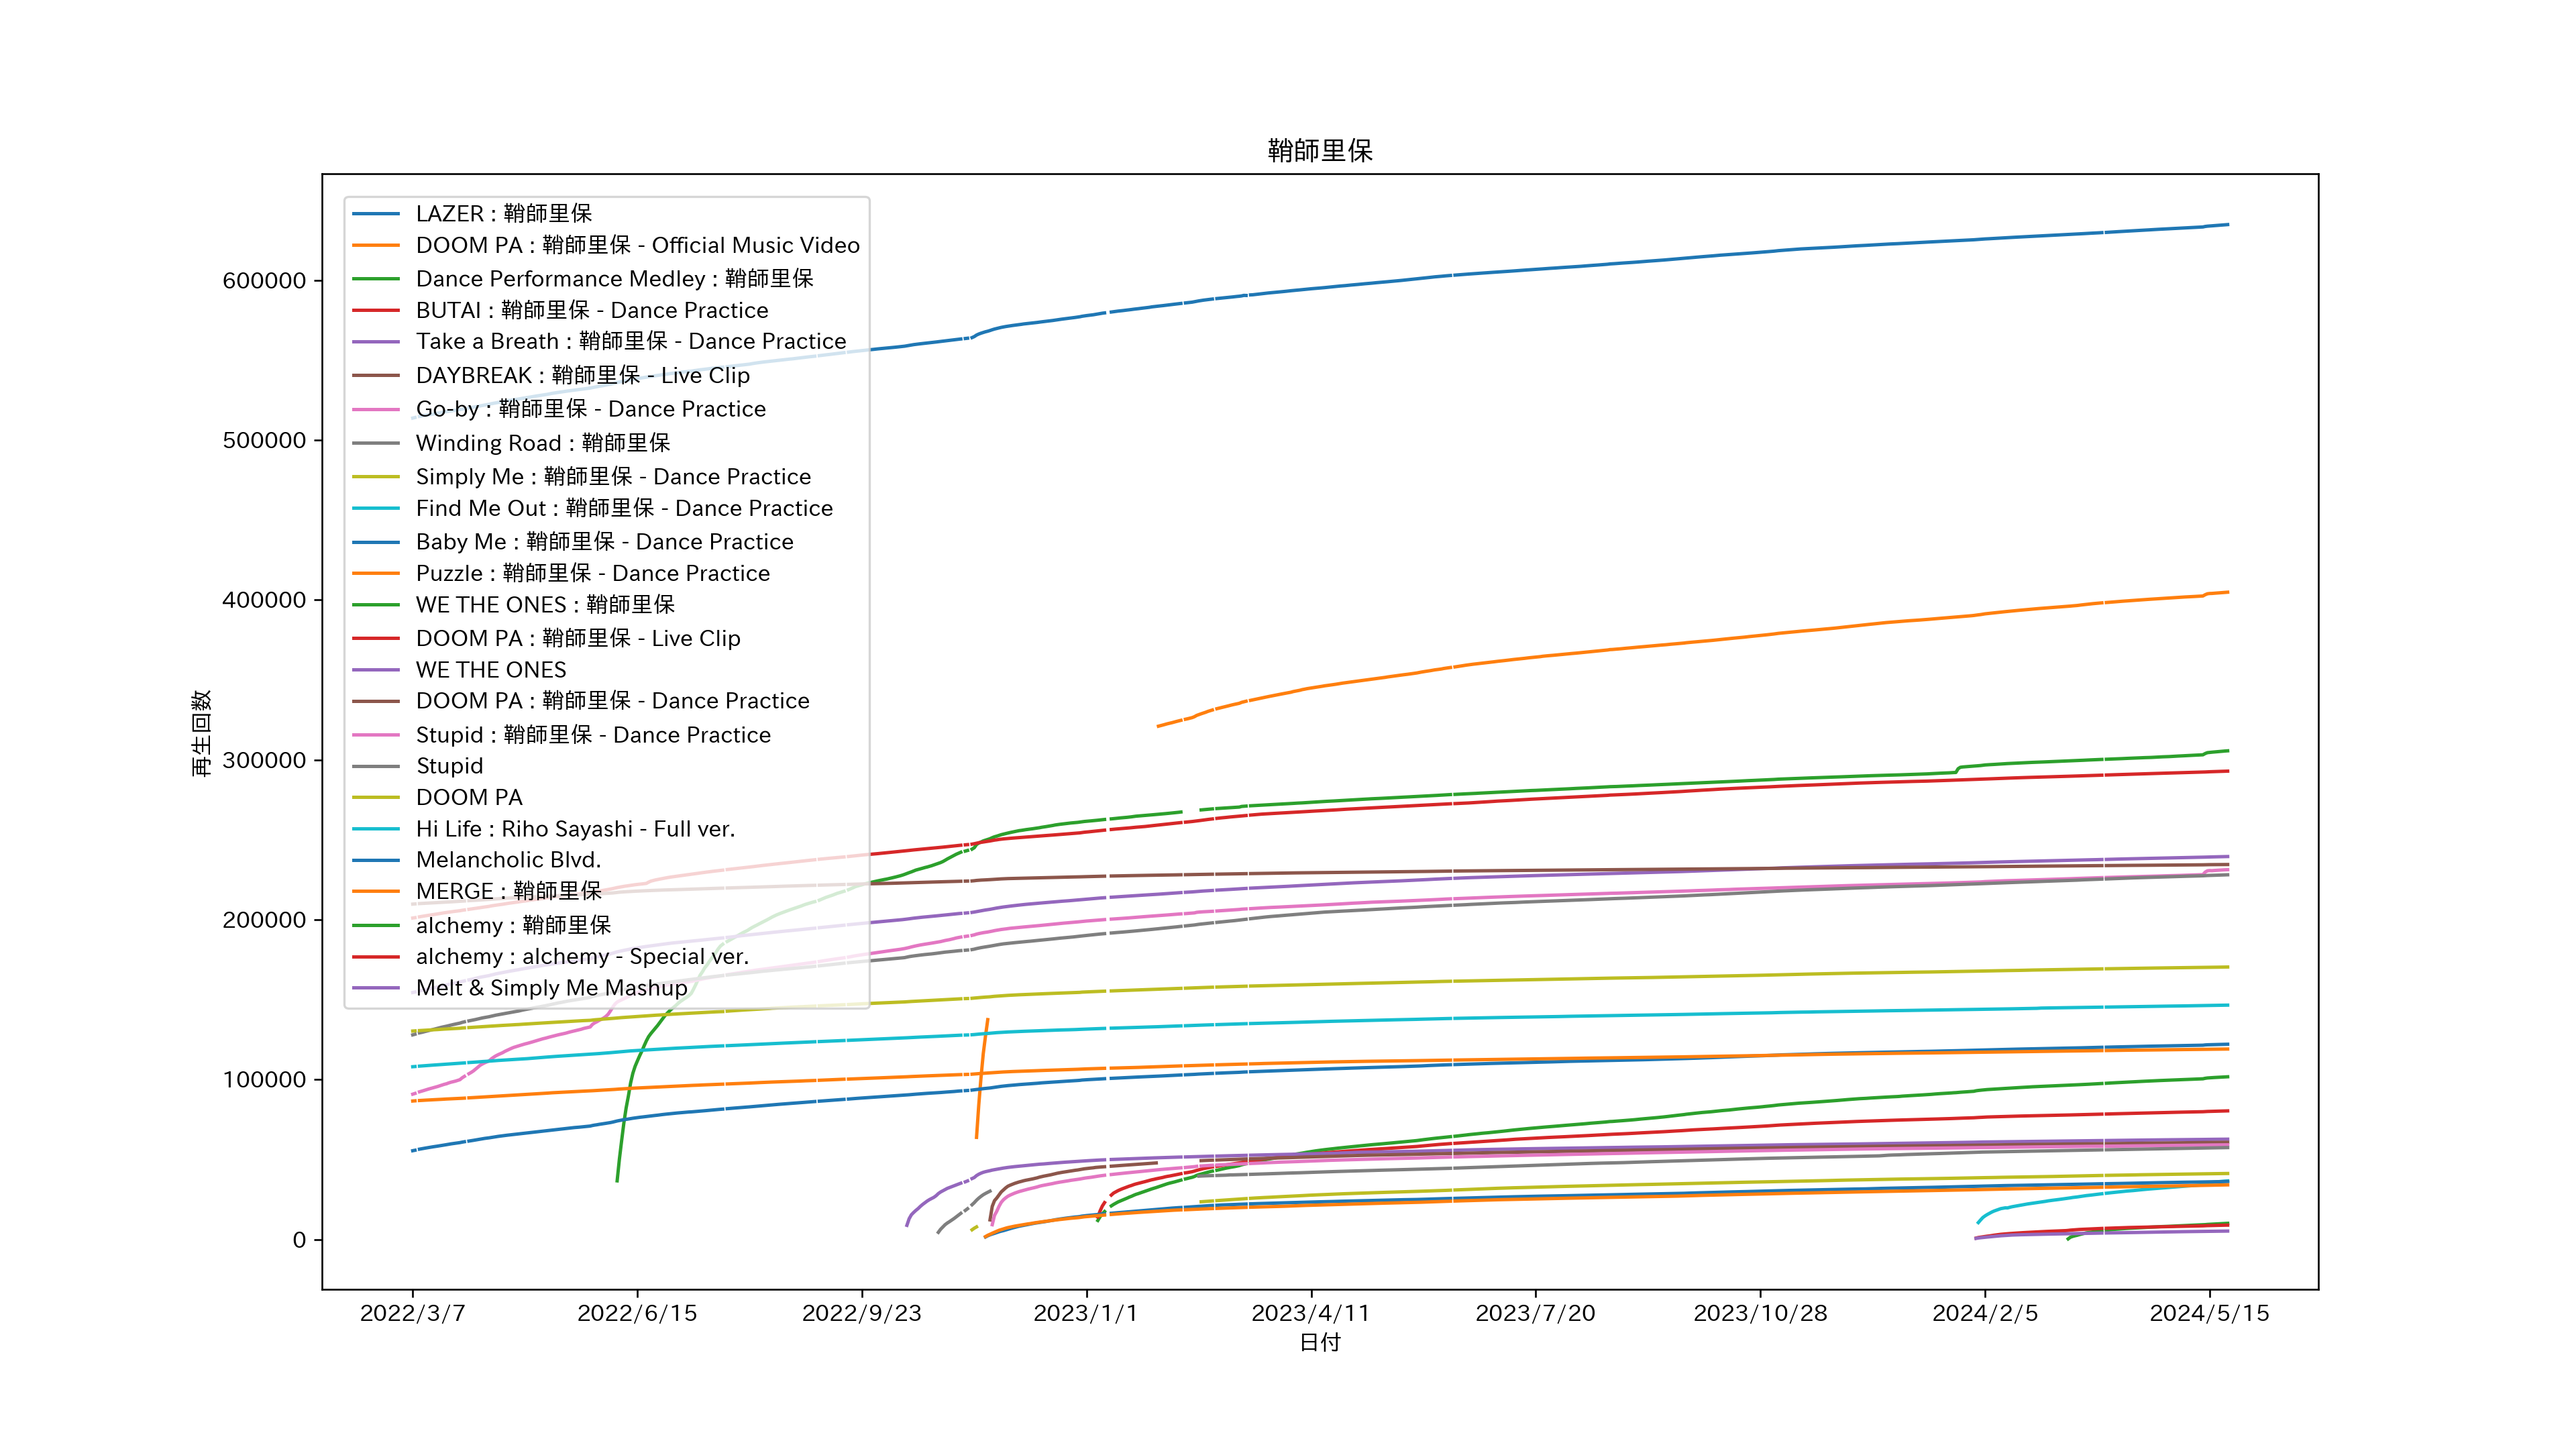 鞘師里保
LAZER : 鞘師里保
DOOM PA : 鞘師里保 - Official Music Video
Dance Performance Medley : 鞘師里保
BUTAI : 鞘師里保 - Dance Practice
Take a Breath : 鞘師里保 - Dance Practice
DAYBREAK : 鞘師里保 - Live Clip
Go-by : 鞘師里保 - Dance Practice
Winding Road : 鞘師里保
Simply Me : 鞘師里保 - Dance Practice
Find Me Out : 鞘師里保 - Dance Practice
Baby Me : 鞘師里保 - Dance Practice
Puzzle : 鞘師里保 - Dance Practice
WE THE ONES : 鞘師里保
DOOM PA : 鞘師里保 - Live Clip
WE THE ONES
DOOM PA : 鞘師里保 - Dance Practice
Stupid : 鞘師里保 - Dance Practice
Stupid
DOOM PA
Hi Life : Riho Sayashi - Full ver.
Melancholic Blvd.
MERGE : 鞘師里保
alchemy : 鞘師里保
alchemy : alchemy - Special ver.
Melt & Simply Me Mashup
再生回数
600000
500000
400000
300000
200000
100000
0
2022/3/7 2022/6/15 2022/9/23 2023/1/1 2023/4/11 2023/7/20 2023/10/28 2024/2/5 2024/5/15
日付